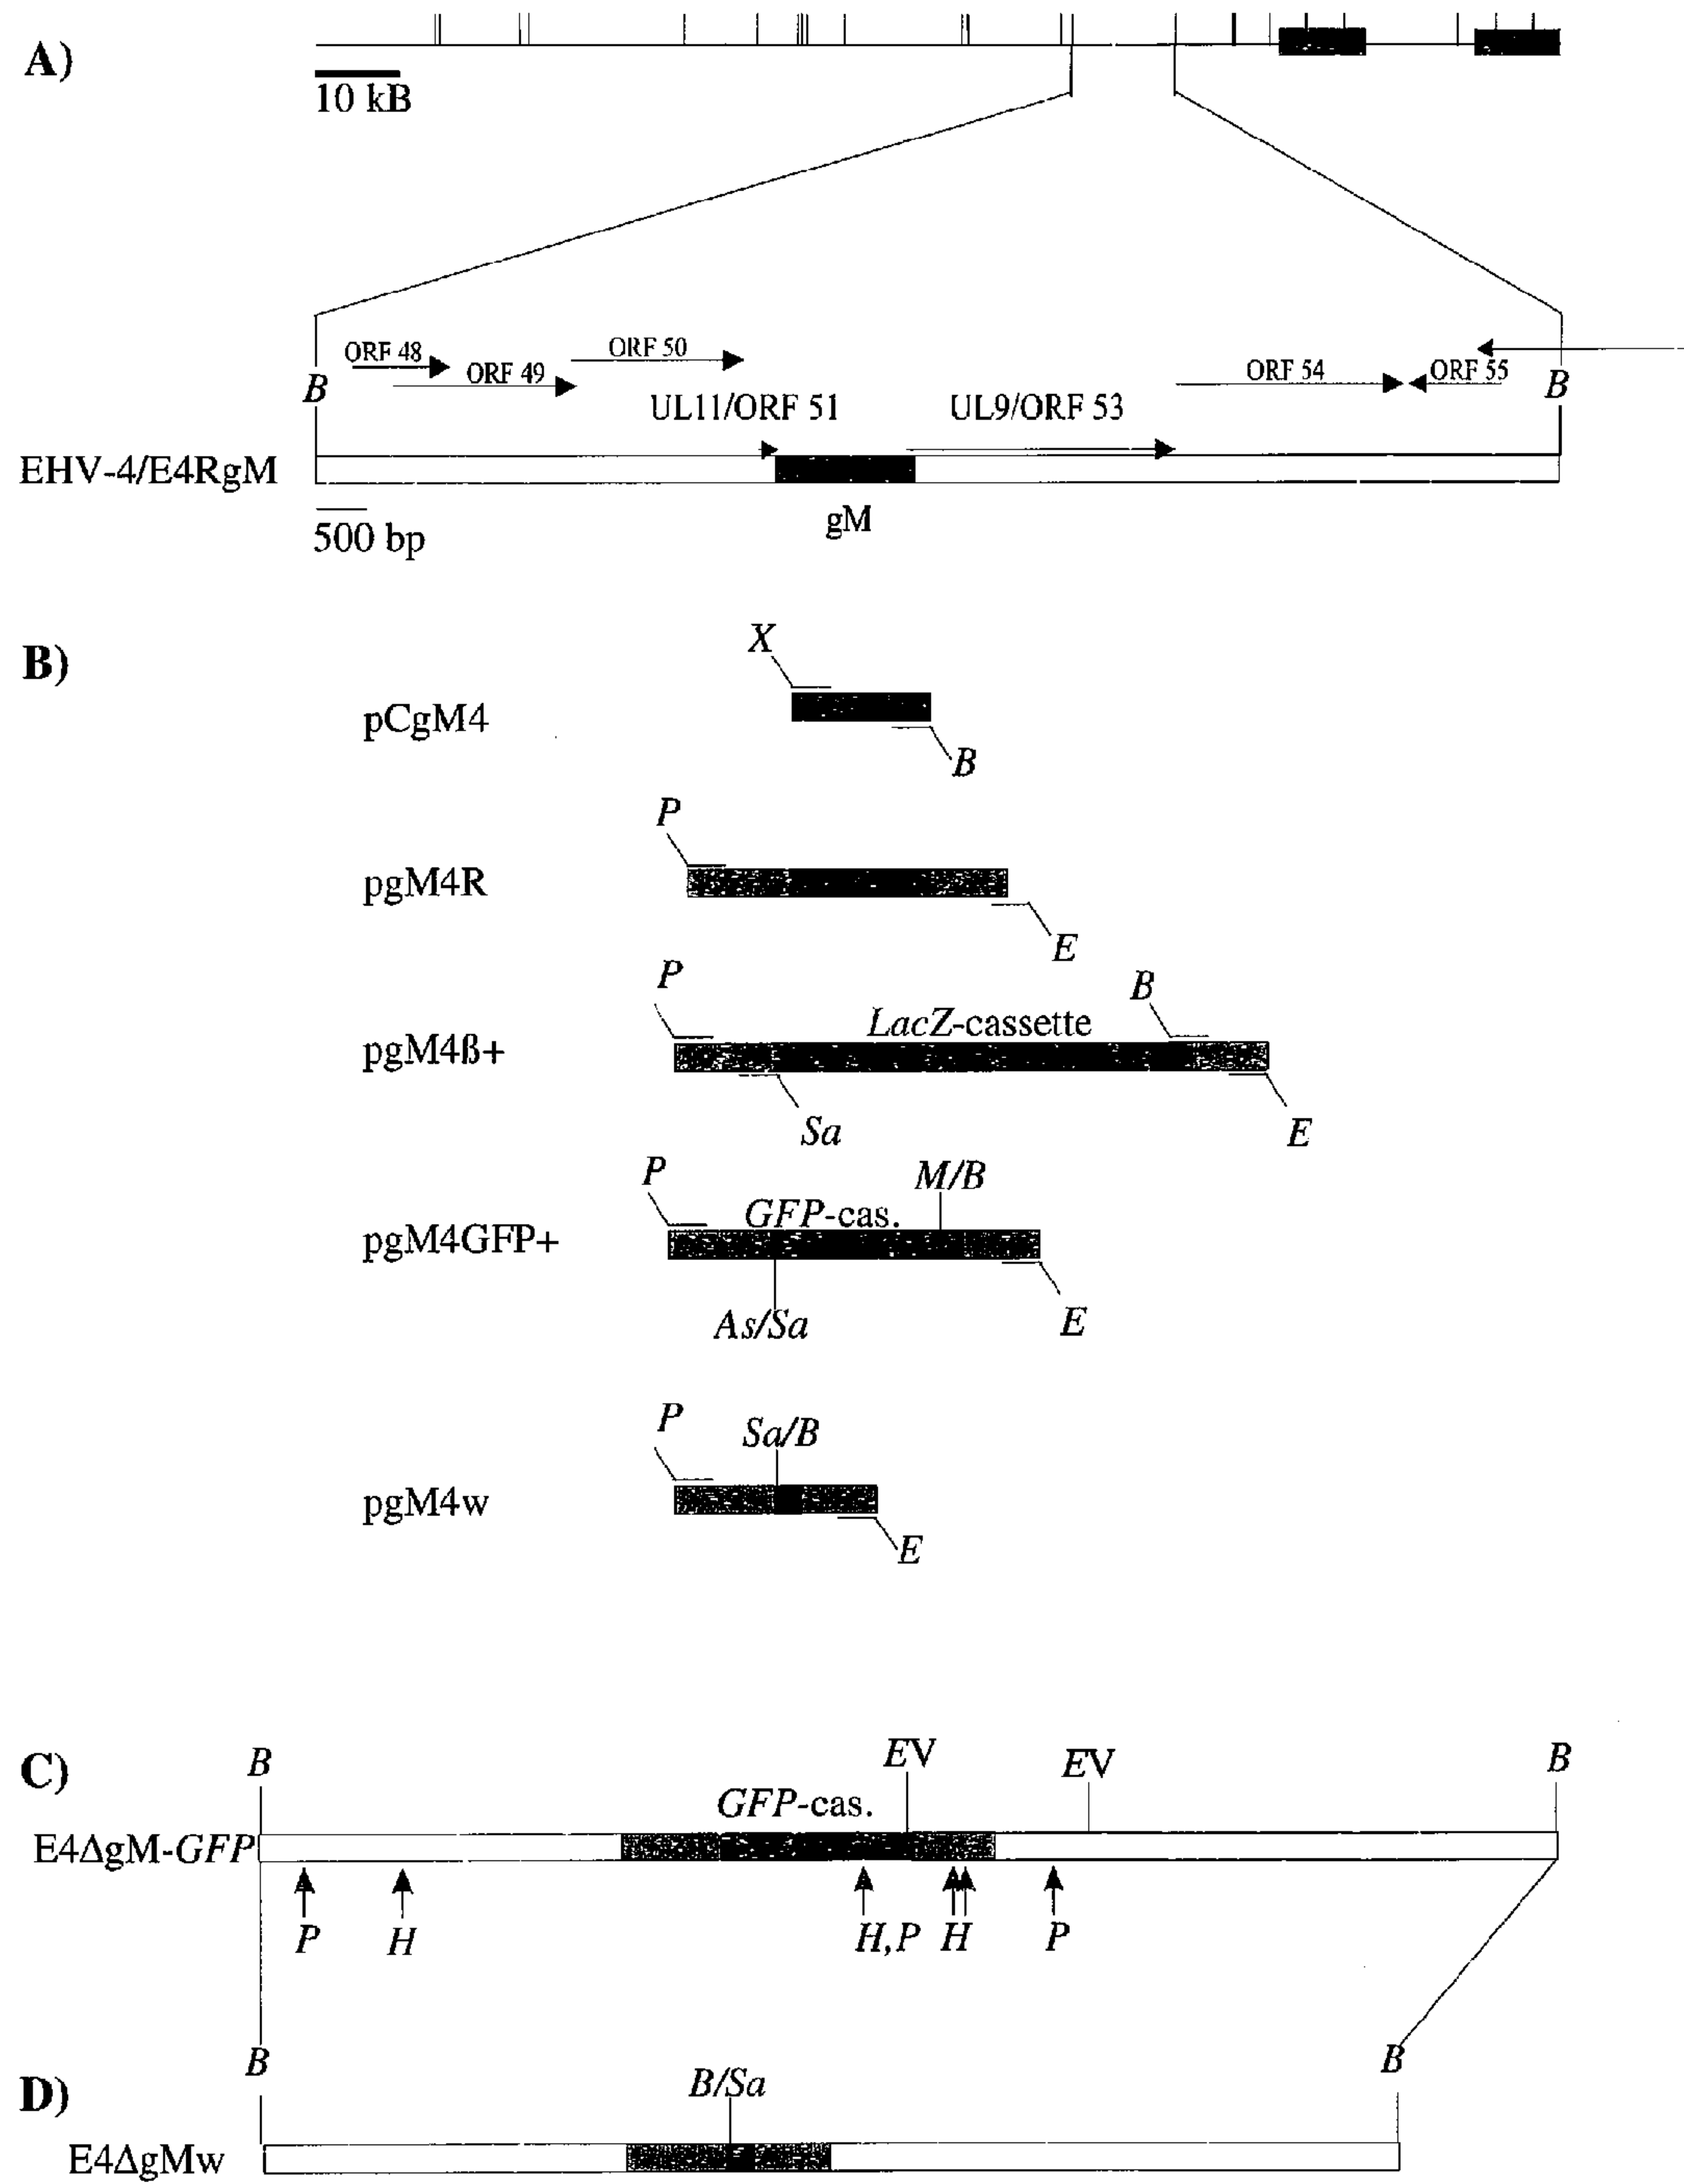 A)
10 kB
ORF 48
ORF 49
ORF 50
ORF 54
ORF 55
B
B
UL11/ORF 51
UL9/ORF 53
EHV-4/E4RgM
gM
500 bp
B)
X
pCgM4
B
P
pgM4R
E
P
B
LacZ-cassette
pgM4ß+
Sa
E
P
M/B
GFP-cas.
pgM4GFP+
As/Sa
E
P
Sa/B
pgM4w
E
C)
B
EV
EV
B
GFP-cas.
E4ΔgM-GFP
P
H
H,P
H
P
B
B
D)
B/Sa
E4ΔgMw